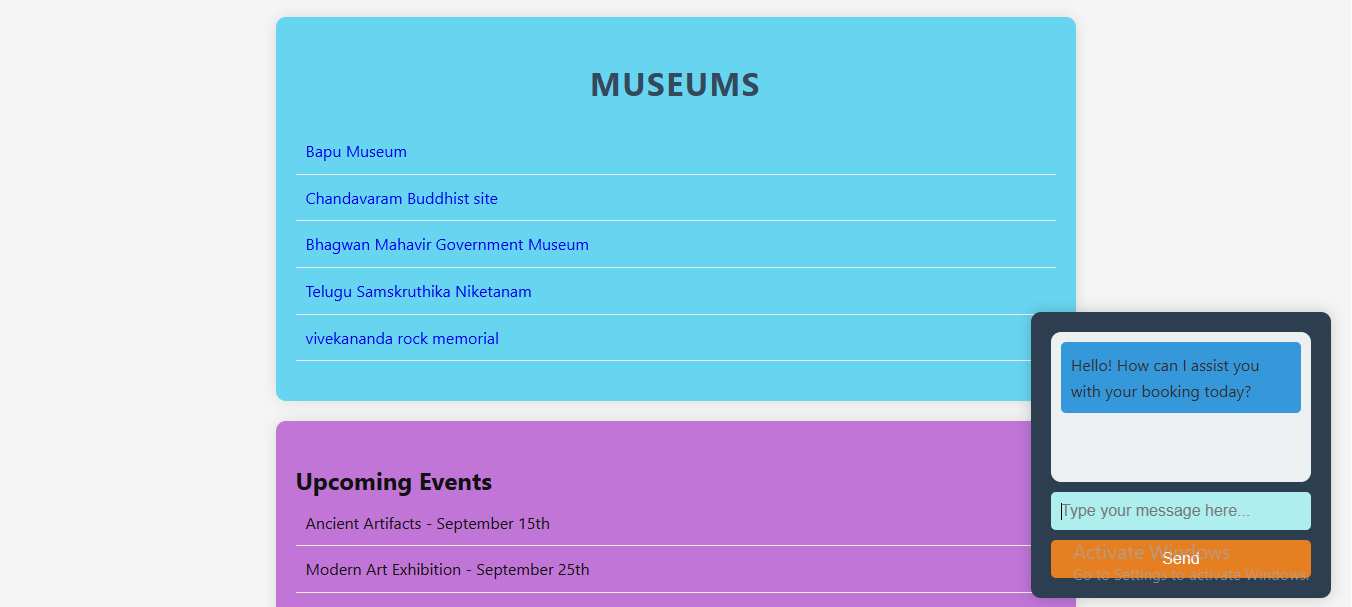 MUSEUMS
Bapu Museum
Chandavaram Buddhist site
Bhagwan Mahavir Government Museum
Telugu Samskruthika Niketanam
vivekananda rock memorial
Upcoming Events
Ancient Artifacts - September 15th
Modern Art Exhibition - September 25th
Hello! How can I assist you
with your booking today?
Type your message here...
Send
Activate Windows
Go to Settings to activate Windows.